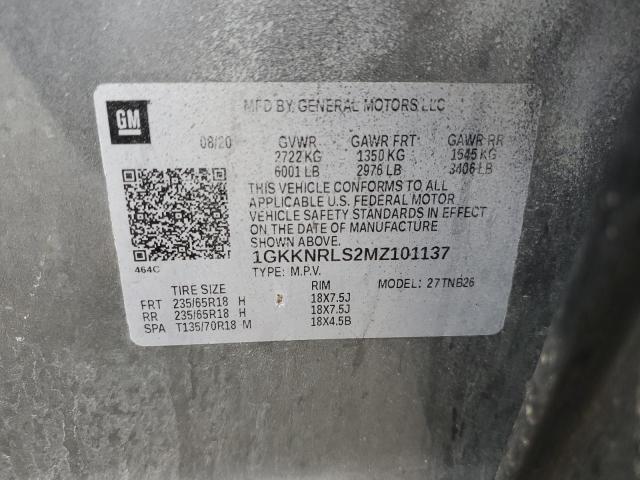 GM
MFD BY GENERAL MOTORS LLC
08/20 GVWR GAWR FRT GAWR RR
2722 KG 1350 KG 1545 KG
6001 LB 2976 LB 3406 LB
THIS VEHICLE CONFORMS TO ALL
APPLICABLE U.S. FEDERAL MOTOR
VEHICLE SAFETY STANDARDS IN EFFECT
ON THE DATE OF MANUFACTURE
SHOWN ABOVE.
1GKKNRLS2MZ101137
464C
TYPE: M.P.V. MODEL: 27TNB26
TIRE SIZE RIM
FRT 235/65R18 H 18X7.5J
RR 235/65R18 H 18X7.5J
SPA T135/70R18 M 18X4.5B